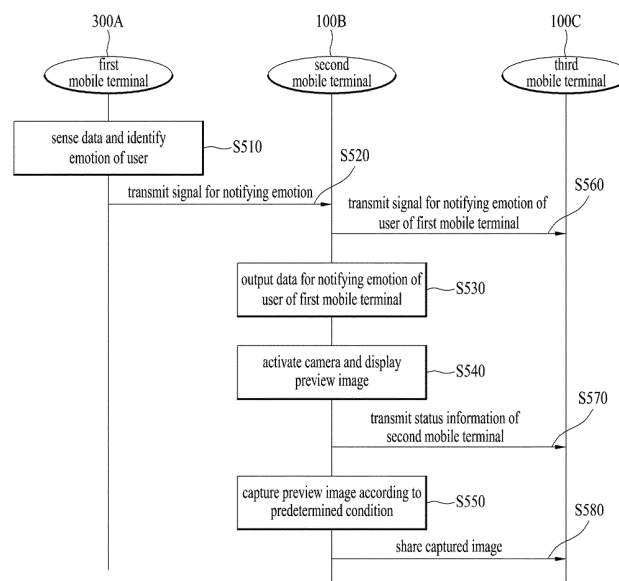 300A
100B
100C
first
mobile terminal
second
mobile terminal
third
mobile terminal
sense data and identify
emotion of user
S510
S520
transmit signal for notifying emotion
S560
transmit signal for notifying emotion of
user of first mobile terminal
output data for notifying emotion of
user of first mobile terminal
S530
activate camera and display
preview image
S540
S570
transmit status information of
second mobile terminal
capture preview image according to
predetermined condition
S550
S580
share captured image